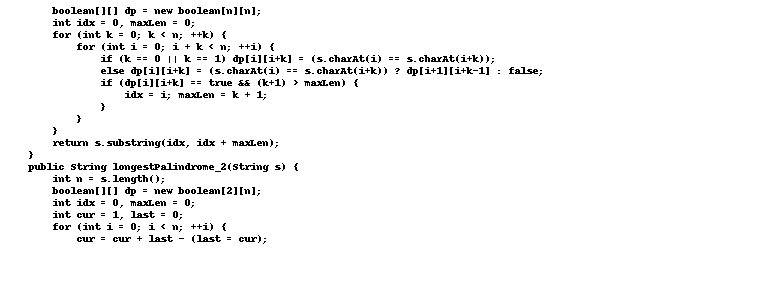 boolean[][] dp = new boolean[n][n];
int idx = 0, maxLen = 0;
for (int k = 0; k < n; ++k) {
for (int i = 0; i + k < n; ++i) {
if (k == 0 || k == 1) dp[i][i+k] = (s.charAt(i) == s.charAt(i+k));
else dp[i][i+k] = (s.charAt(i) == s.charAt(i+k)) ? dp[i+1][i+k-1] : false;
if (dp[i][i+k] == true && (k+1) > maxLen) {
idx = i; maxLen = k + 1;
}
}
}
return s.substring(idx, idx + maxLen);
}
public String longestPalindrome_2(String s) {
int n = s.length();
boolean[][] dp = new boolean[2][n];
int idx = 0, maxLen = 0;
int cur = 1, last = 0;
for (int i = 0; i < n; ++i) {
cur = cur + last - (last = cur);